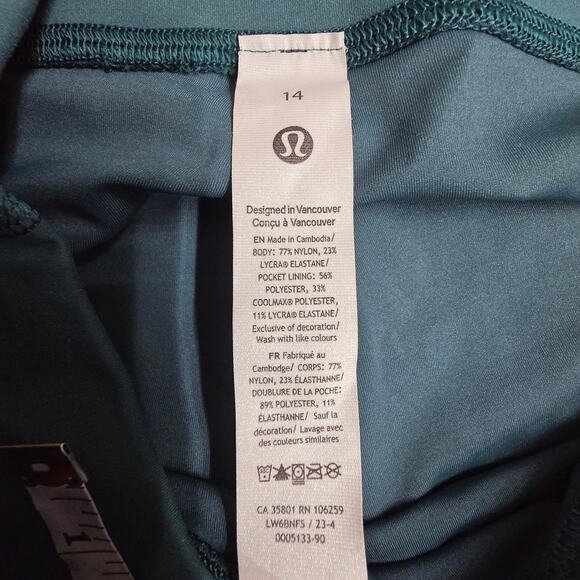 14
Designed in Vancouver
Conçu à Vancouver
EN Made in Cambodia/
BODY: 77% NYLON, 23%
LYCRA® ELASTANE/
POCKET LINING: 56%
POLYESTER, 33%
COOLMAX® POLYESTER,
11% LYCRA® ELASTANE/
Exclusive of decoration/
Wash with like colours
FR Fabriqué au
Cambodge/ CORPS: 77%
NYLON, 23% ÉLASTHANNE/
DOUBLURE DE LA POCHE:
89% POLYESTER, 11%
ÉLASTHANNE/ Sauf la
décoration/ Lavage avec
des couleurs similaires
CA 35801 RN 106259
LW6BNFS / 23-4
0005133-90
1